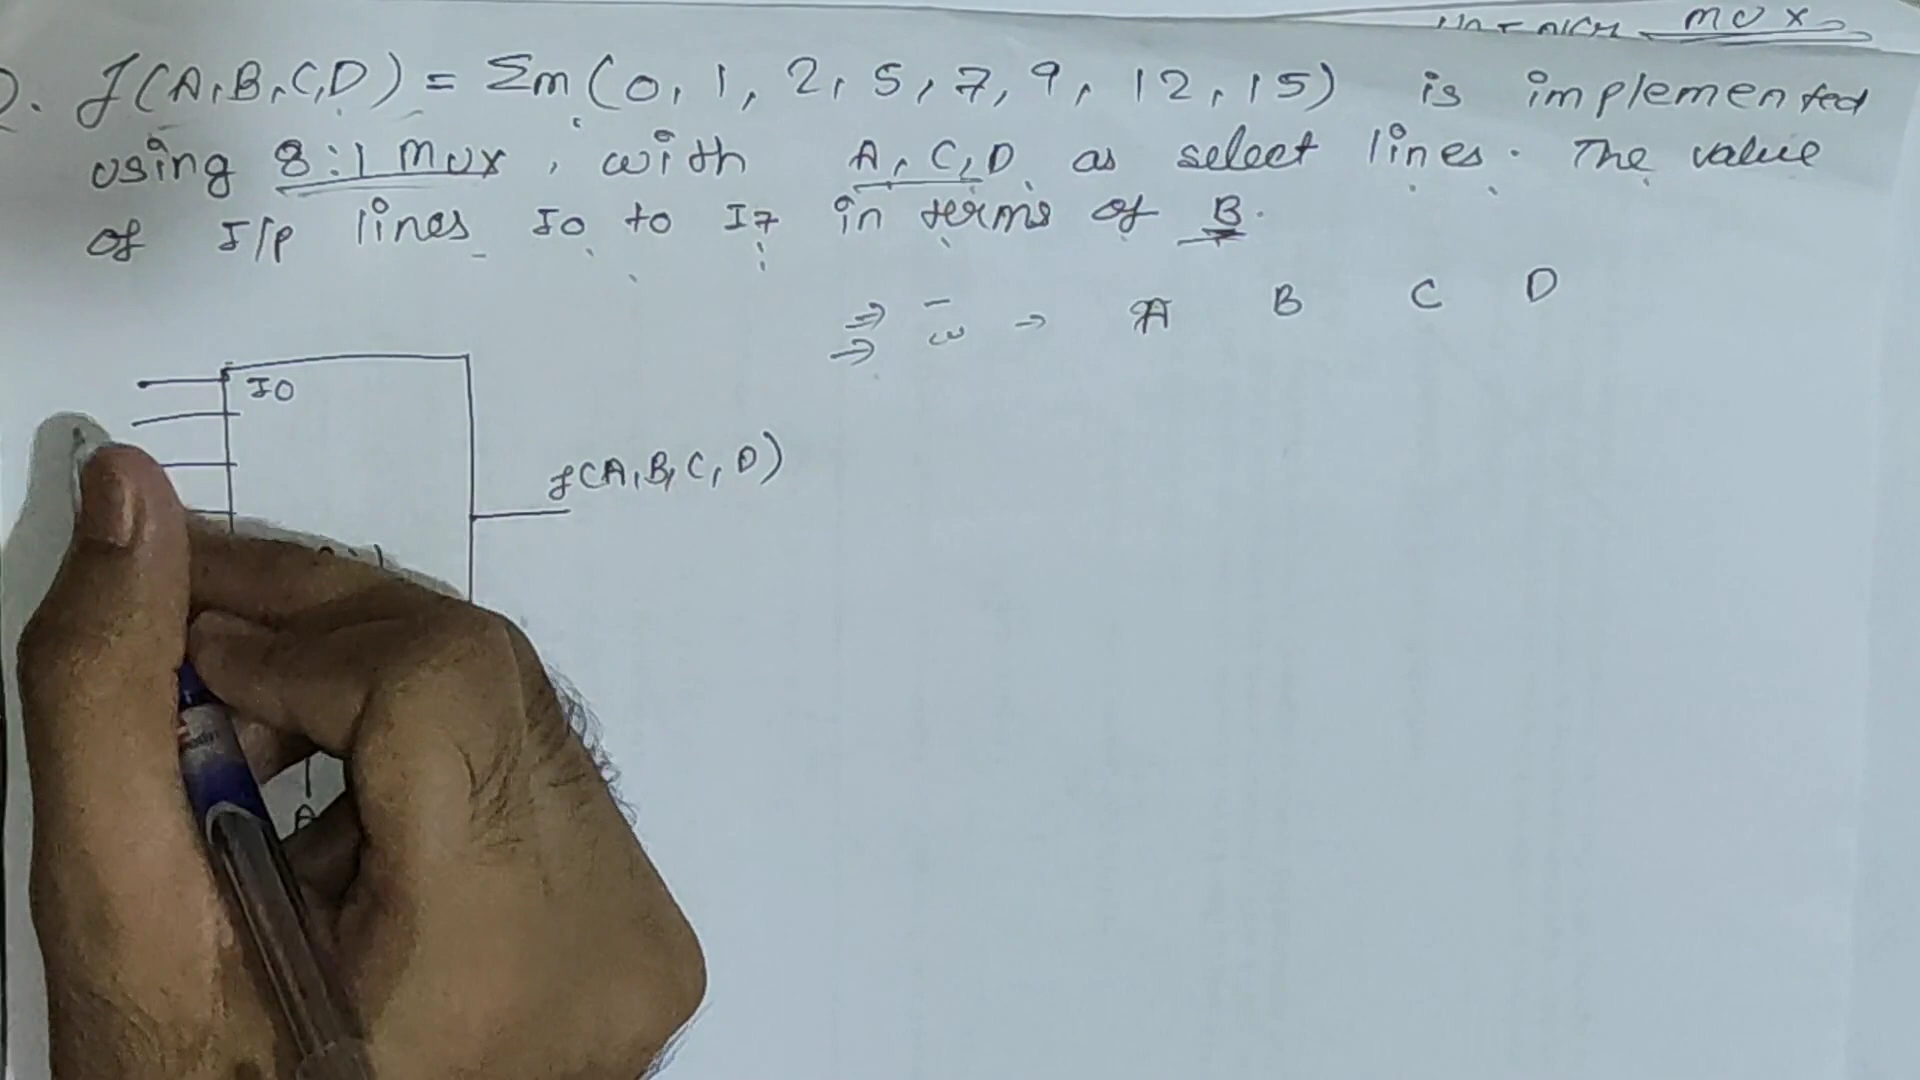 MUX
Q. f(A,B,C,D) = Σm(0, 1, 2, 5, 7, 9, 12, 15) is implemented
using 8:1 MUX, with A, C, D as select lines. The value
of I/p lines I0 to I7 in terms of B.
⇒ — → A B C D
⇒
I0
f(A,B,C,D)
A